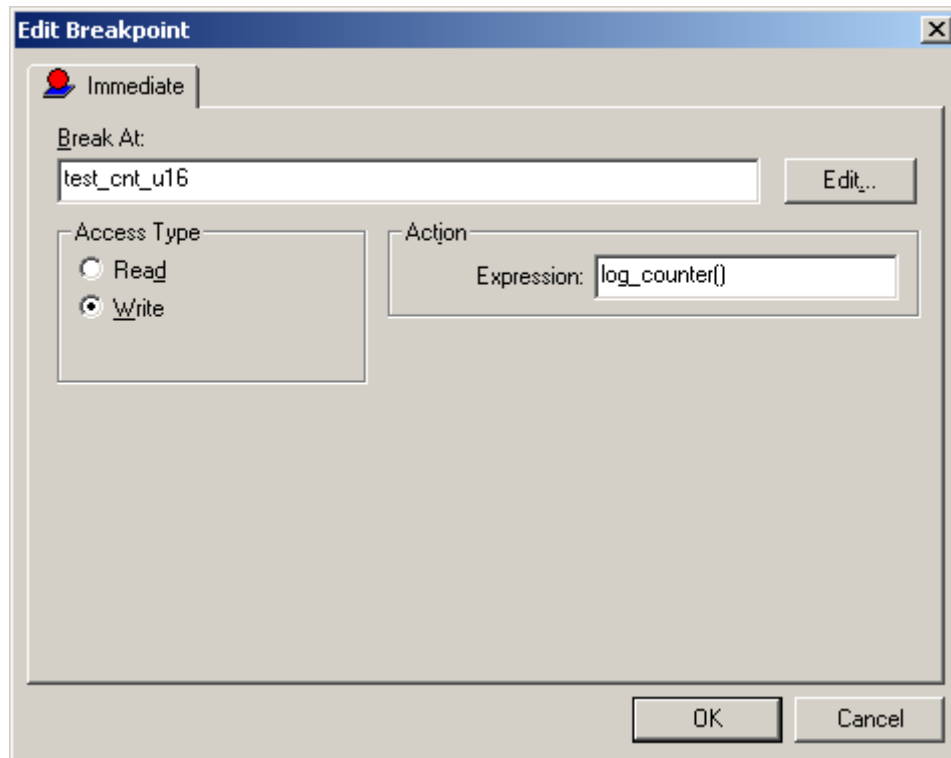 Edit Breakpoint
Immediate
Break At:
test_cnt_u16
Edit...
Access Type
Action
Read
Expression: log_counter()
Write
OK
Cancel